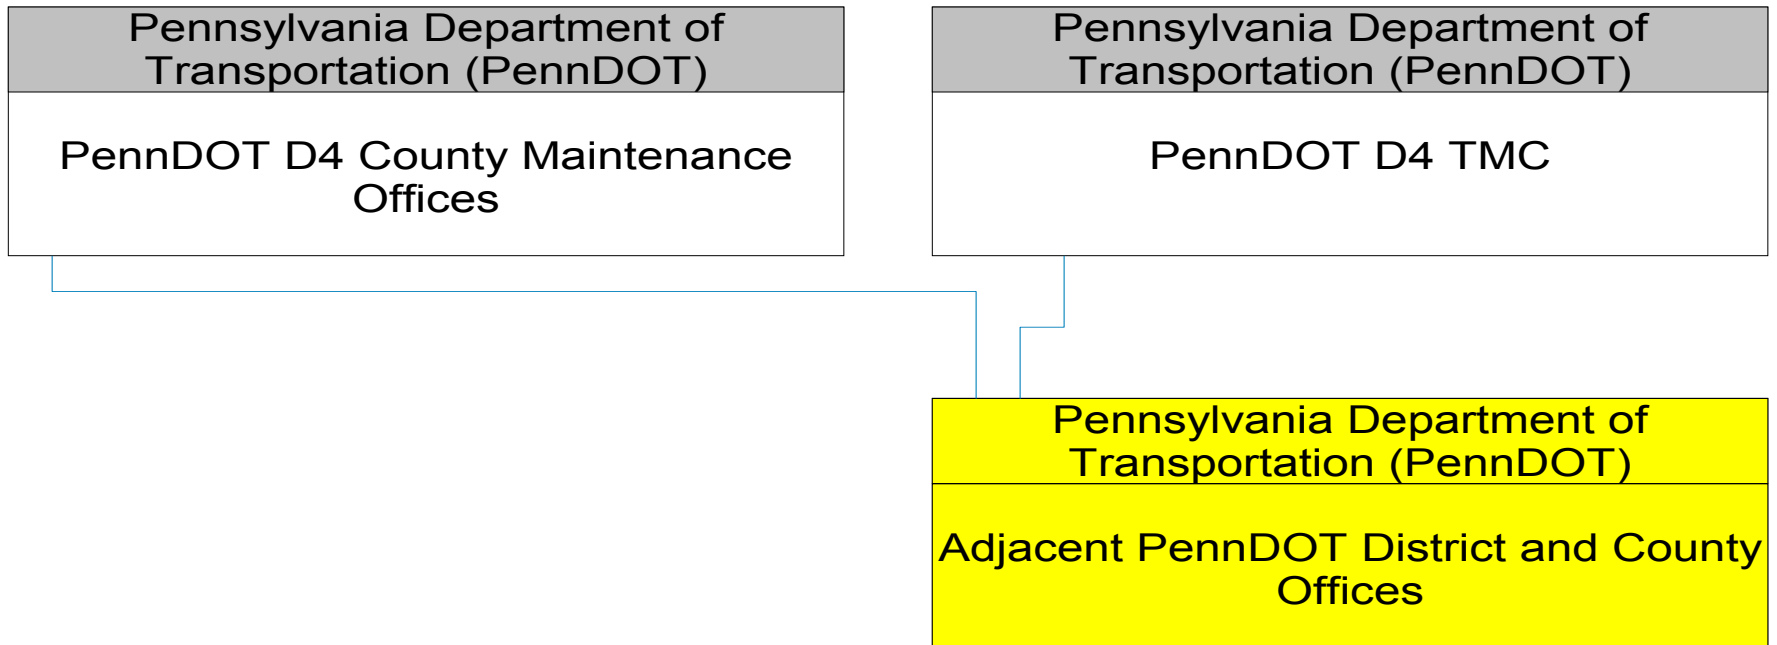 Pennsylvania Department of
Transportation (PennDOT)
PennDOT D4 County Maintenance
Offices
Pennsylvania Department of
Transportation (PennDOT)
PennDOT D4 TMC
Pennsylvania Department of
Transportation (PennDOT)
Adjacent PennDOT District and County
Offices